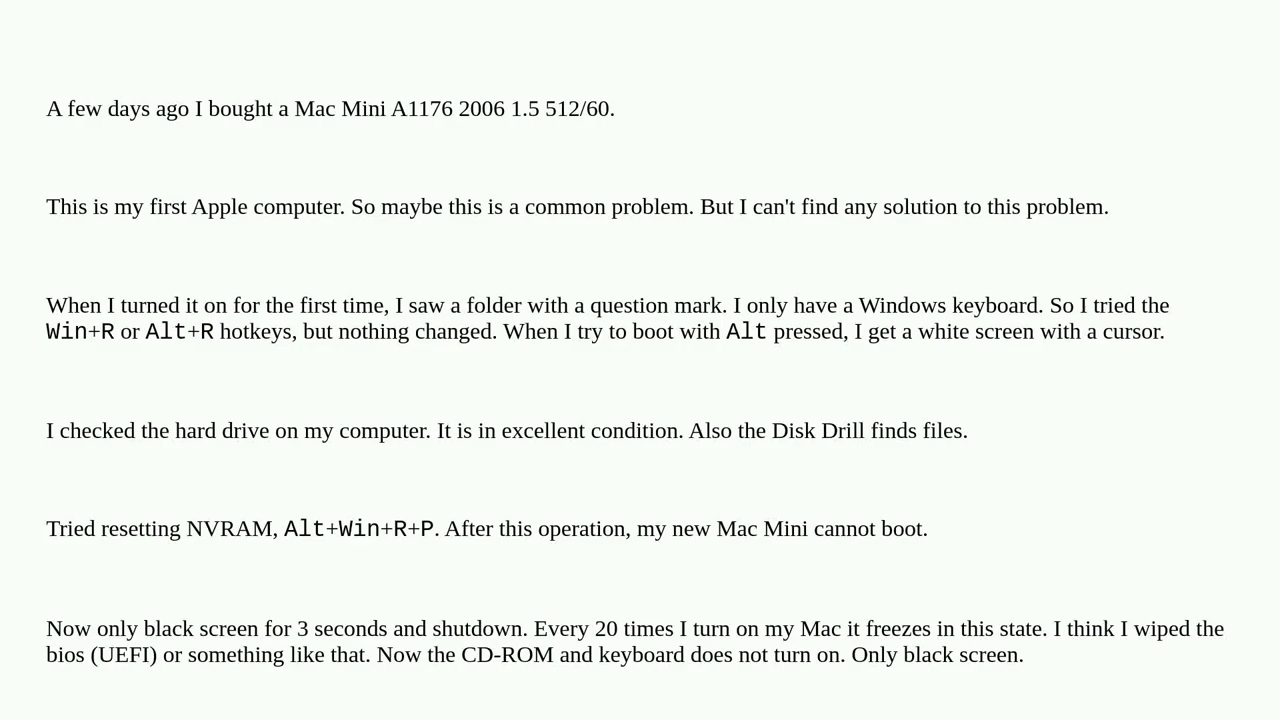 A few days ago I bought a Mac Mini A1176 2006 1.5 512/60.
This is my first Apple computer. So maybe this is a common problem. But I can't find any solution to this problem.
When I turned it on for the first time, I saw a folder with a question mark. I only have a Windows keyboard. So I tried the
Win+R or Alt+R hotkeys, but nothing changed. When I try to boot with Alt pressed, I get a white screen with a cursor.
I checked the hard drive on my computer. It is in excellent condition. Also the Disk Drill finds files.
Tried resetting NVRAM, Alt+Win+R+P. After this operation, my new Mac Mini cannot boot.
Now only black screen for 3 seconds and shutdown. Every 20 times I turn on my Mac it freezes in this state. I think I wiped the
bios (UEFI) or something like that. Now the CD-ROM and keyboard does not turn on. Only black screen.